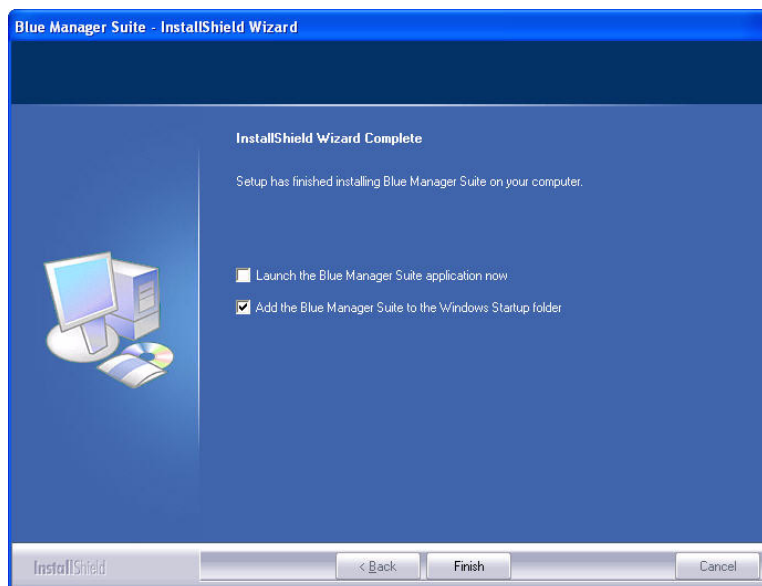 Blue Manager Suite - InstallShield Wizard
InstallShield Wizard Complete
Setup has finished installing Blue Manager Suite on your computer.
Launch the Blue Manager Suite application now
Add the Blue Manager Suite to the Windows Startup folder
InstallShield
< Back
Finish
Cancel